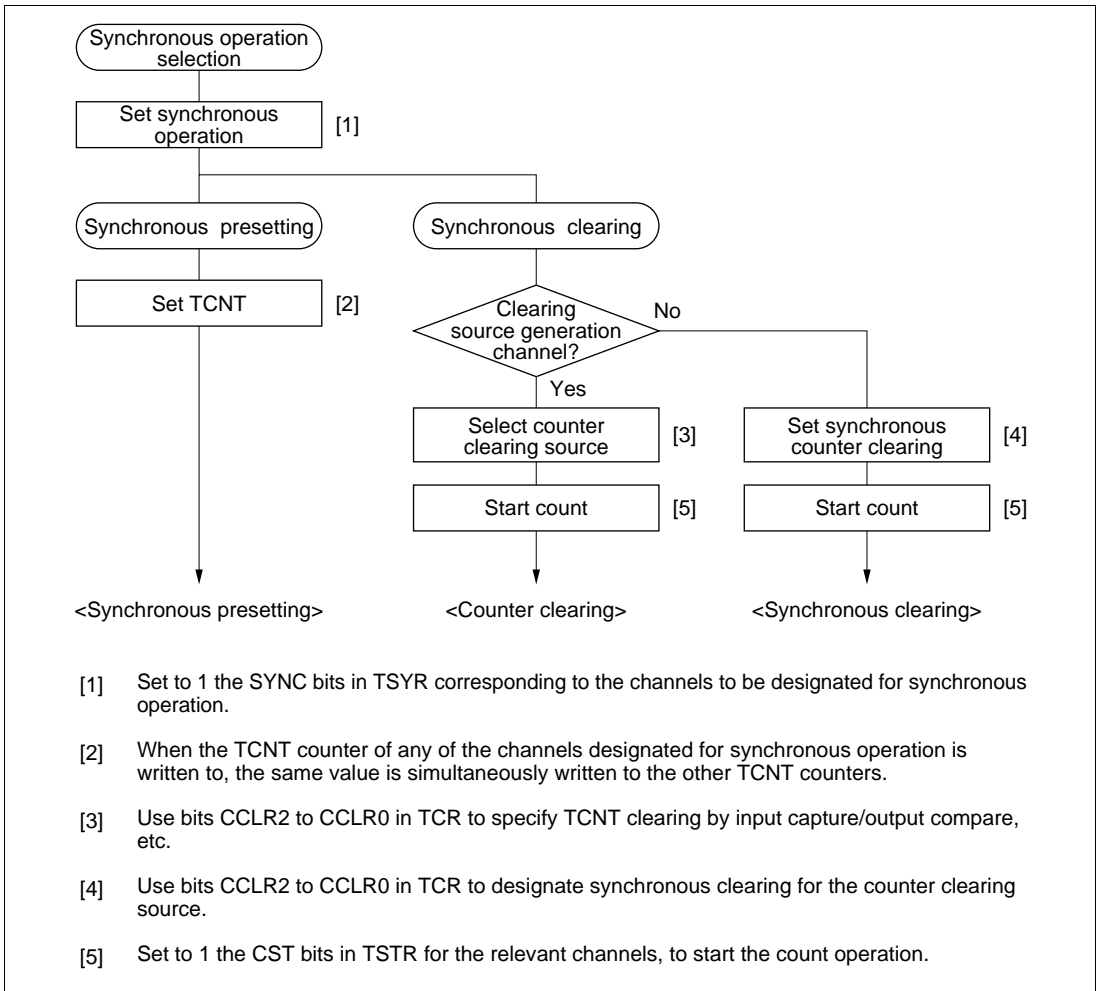 Synchronous operation
selection
Set synchronous
operation
[1]
Synchronous presetting
Synchronous clearing
Set TCNT
[2]
Clearing
source generation
channel?
No
Yes
Select counter
clearing source
[3]
Set synchronous
counter clearing
[4]
Start count
[5]
Start count
[5]
<Synchronous presetting>
<Counter clearing>
<Synchronous clearing>
[1] Set to 1 the SYNC bits in TSYR corresponding to the channels to be designated for synchronous
operation.
[2] When the TCNT counter of any of the channels designated for synchronous operation is
written to, the same value is simultaneously written to the other TCNT counters.
[3] Use bits CCLR2 to CCLR0 in TCR to specify TCNT clearing by input capture/output compare,
etc.
[4] Use bits CCLR2 to CCLR0 in TCR to designate synchronous clearing for the counter clearing
source.
[5] Set to 1 the CST bits in TSTR for the relevant channels, to start the count operation.